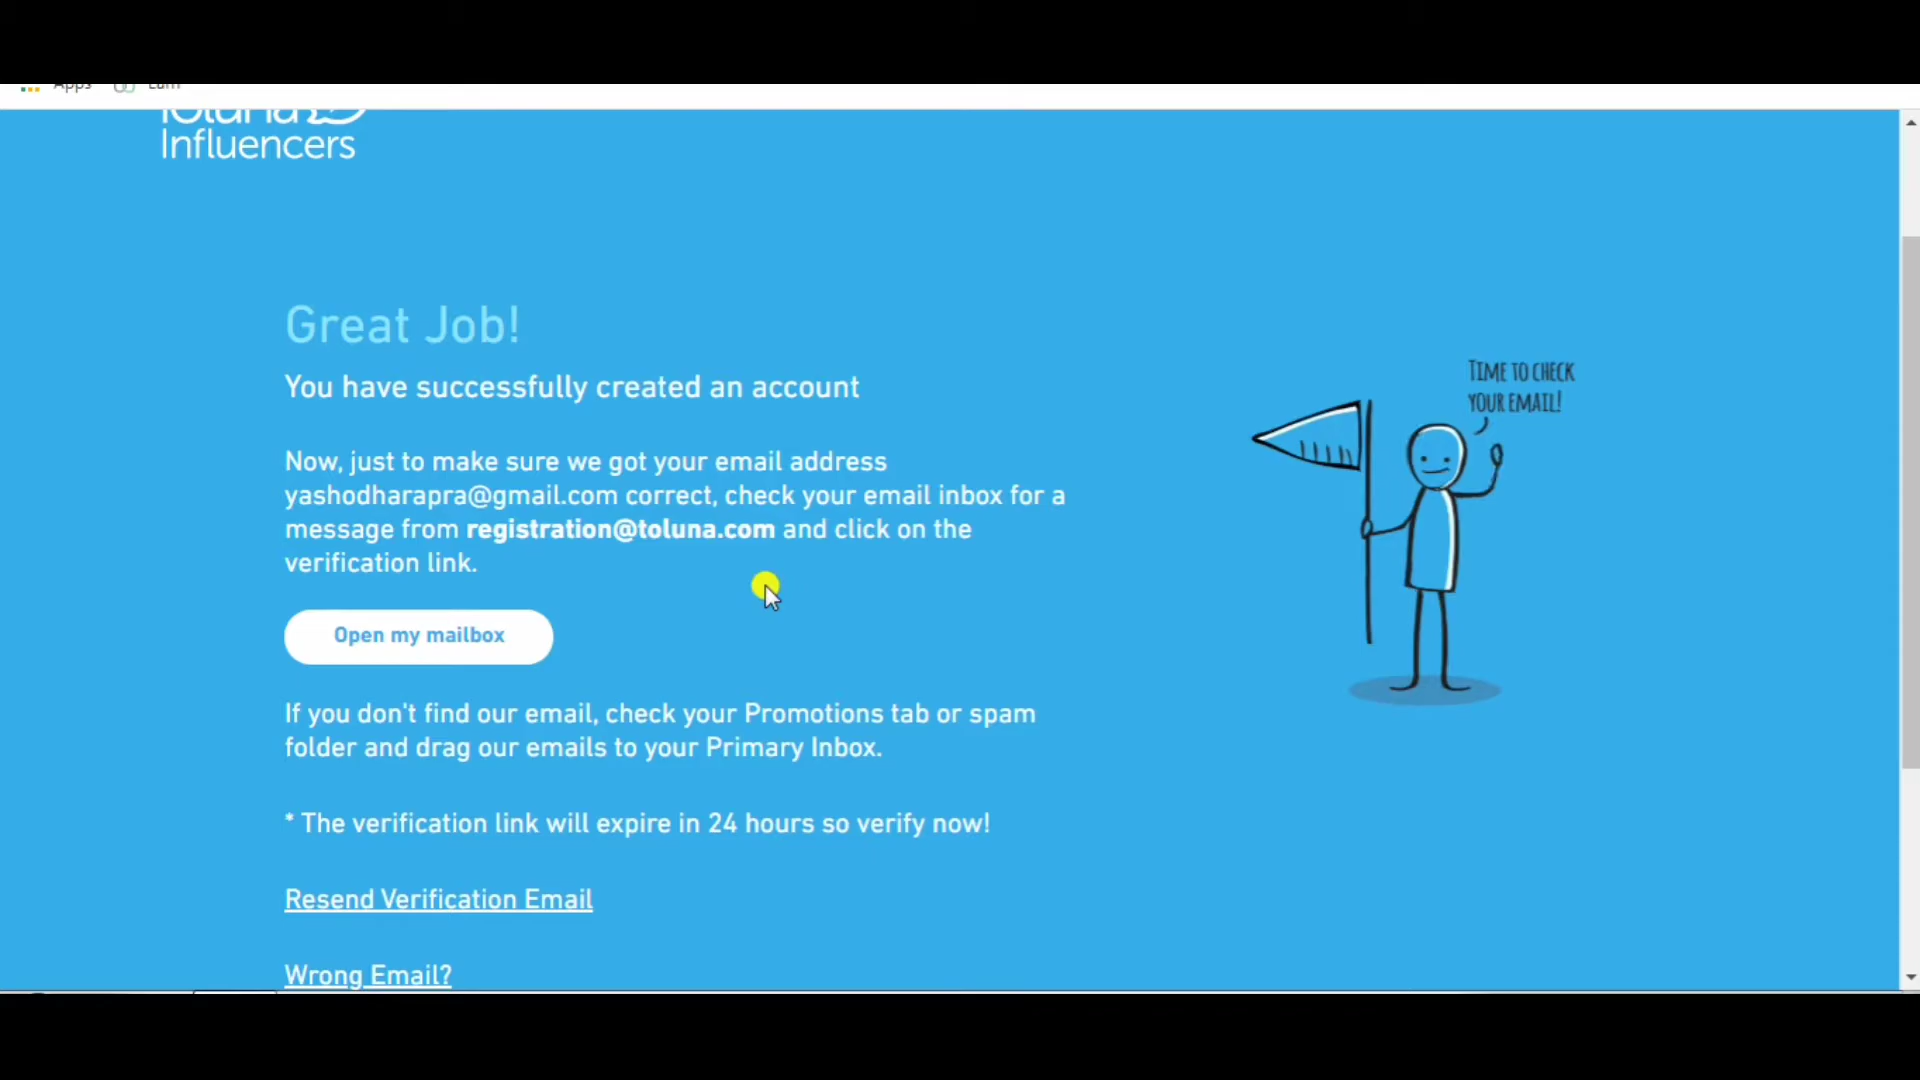 Apps Earn
Toluna
Influencers
Great Job!
You have successfully created an account
TIME TO CHECK
YOUR EMAIL!
Now, just to make sure we got your email address
yashodharapra@gmail.com correct, check your email inbox for a
message from registration@toluna.com and click on the
verification link.
Open my mailbox
If you don't find our email, check your Promotions tab or spam
folder and drag our emails to your Primary Inbox.
* The verification link will expire in 24 hours so verify now!
Resend Verification Email
Wrong Email?